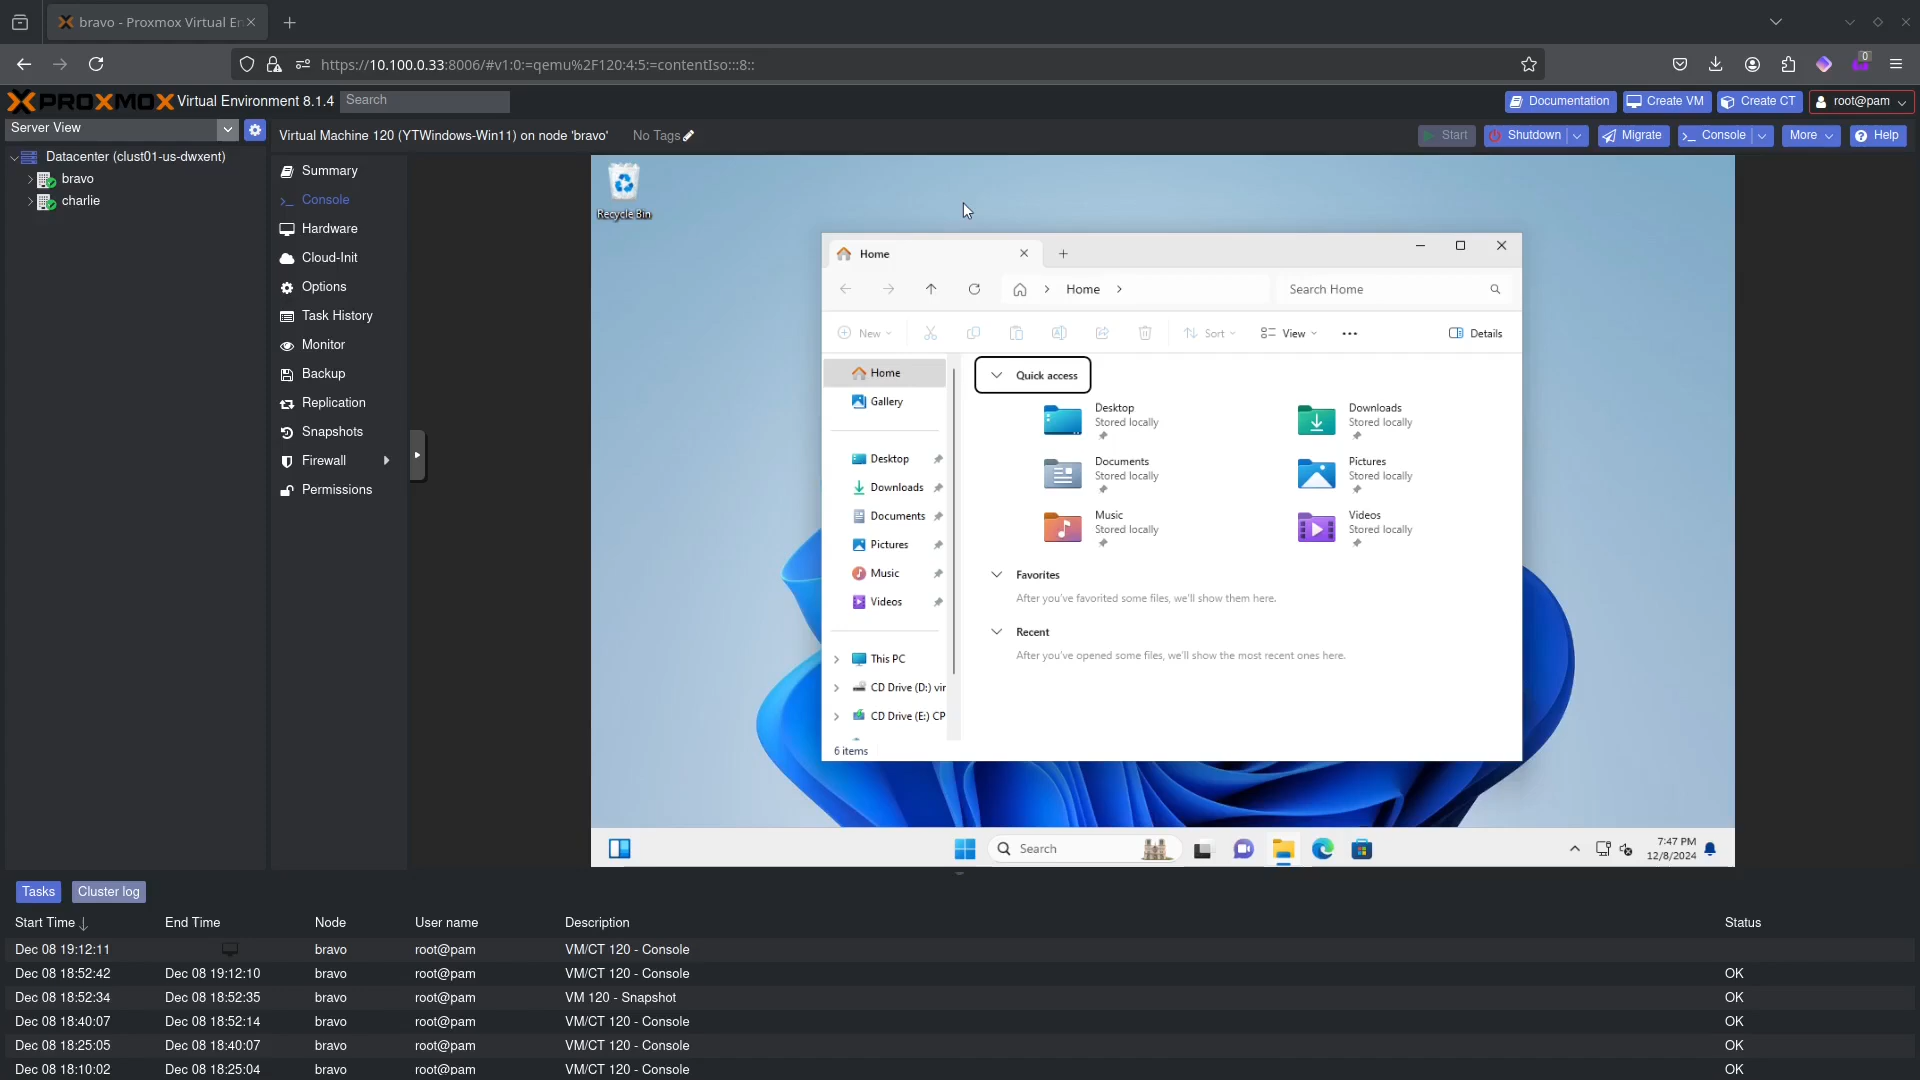 bravo - Proxmox Virtual En
https://10.100.0.33:8006/#v1:0:=qemu%2F120:4:5:=contentIso:::8::
0
PROXMOX Virtual Environment 8.1.4
Search
Documentation
Create VM
Create CT
root@pam
Server View
Virtual Machine 120 (YTWindows-Win11) on node 'bravo'
No Tags
Start
Shutdown
Migrate
Console
More
Help
Datacenter (clust01-us-dwxent)
bravo
charlie
Summary
Console
Hardware
Cloud-Init
Options
Task History
Monitor
Backup
Replication
Snapshots
Firewall
Permissions
Recycle Bin
Home
Home
Search Home
New
Sort
View
Details
Home
Gallery
Desktop
Downloads
Documents
Pictures
Music
Videos
This PC
CD Drive (D:) vir
CD Drive (E:) CP
Quick access
Desktop
Stored locally
Downloads
Stored locally
Documents
Stored locally
Pictures
Stored locally
Music
Stored locally
Videos
Stored locally
Favorites
After you've favorited some files, we'll show them here.
Recent
After you've opened some files, we'll show the most recent ones here.
6 items
Search
7:47 PM
12/8/2024
Tasks
Cluster log
Start Time End Time Node User name Description Status
Dec 08 19:12:11 bravo root@pam VM/CT 120 - Console
Dec 08 18:52:42 Dec 08 19:12:10 bravo root@pam VM/CT 120 - Console OK
Dec 08 18:52:34 Dec 08 18:52:35 bravo root@pam VM 120 - Snapshot OK
Dec 08 18:40:07 Dec 08 18:52:14 bravo root@pam VM/CT 120 - Console OK
Dec 08 18:25:05 Dec 08 18:40:07 bravo root@pam VM/CT 120 - Console OK
Dec 08 18:10:02 Dec 08 18:25:04 bravo root@pam VM/CT 120 - Console OK